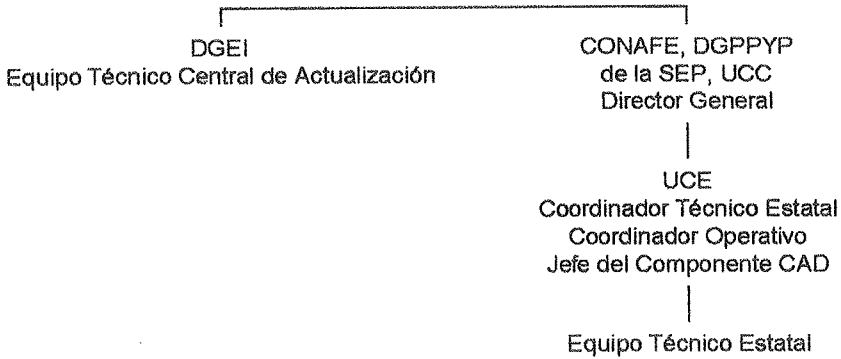 DGEI
Equipo Técnico Central de Actualización
CONAFE, DGPPYP
de la SEP, UCC
Director General
UCE
Coordinador Técnico Estatal
Coordinador Operativo
Jefe del Componente CAD
Equipo Técnico Estatal